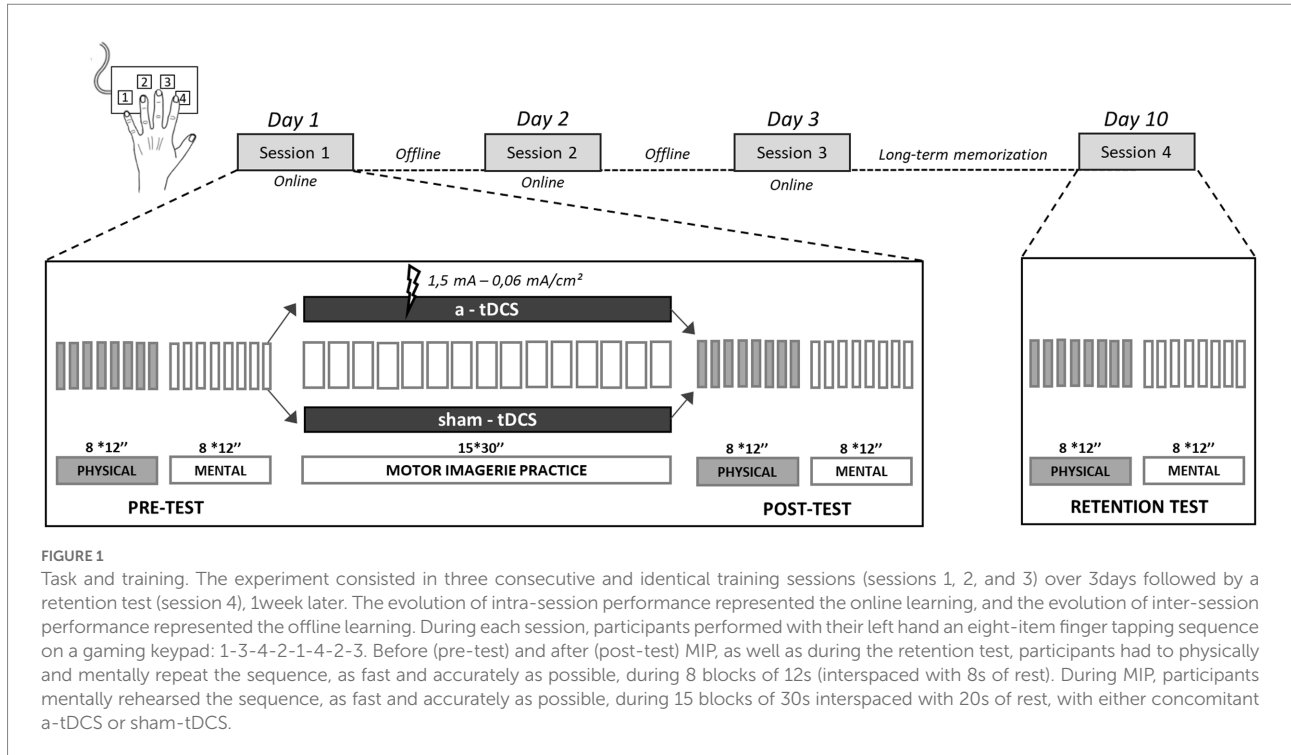 1
2
3
4
Day 1
Day 2
Day 3
Day 10
Session 1
Offline
Session 2
Offline
Session 3
Long-term memorization
Session 4
Online
Online
Online
1,5 mA – 0,06 mA/cm²
a - tDCS
sham - tDCS
8 *12’’
8 *12’’
15*30’’
8 *12’’
8 *12’’
8 *12’’
8 *12’’
PHYSICAL
MENTAL
MOTOR IMAGERIE PRACTICE
PHYSICAL
MENTAL
PHYSICAL
MENTAL
PRE-TEST
POST-TEST
RETENTION TEST
FIGURE 1
Task and training. The experiment consisted in three consecutive and identical training sessions (sessions 1, 2, and 3) over 3days followed by a
retention test (session 4), 1week later. The evolution of intra-session performance represented the online learning, and the evolution of inter-session
performance represented the offline learning. During each session, participants performed with their left hand an eight-item finger tapping sequence
on a gaming keypad: 1-3-4-2-1-4-2-3. Before (pre-test) and after (post-test) MIP, as well as during the retention test, participants had to physically
and mentally repeat the sequence, as fast and accurately as possible, during 8 blocks of 12s (interspaced with 8s of rest). During MIP, participants
mentally rehearsed the sequence, as fast and accurately as possible, during 15 blocks of 30s interspaced with 20s of rest, with either concomitant
a-tDCS or sham-tDCS.